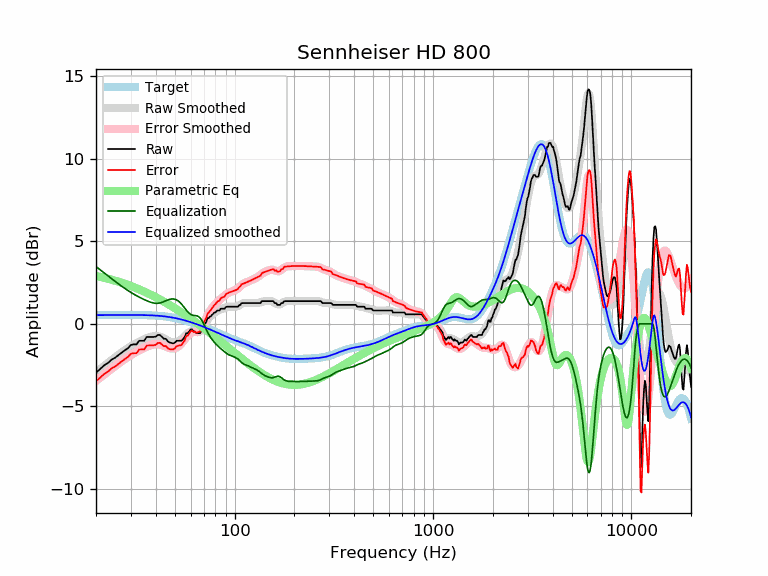 Sennheiser HD 800
Amplitude (dBr)
15
10
5
0
−5
−10
Target
Raw Smoothed
Error Smoothed
Raw
Error
Parametric Eq
Equalization
Equalized smoothed
100 1000 10000
Frequency (Hz)